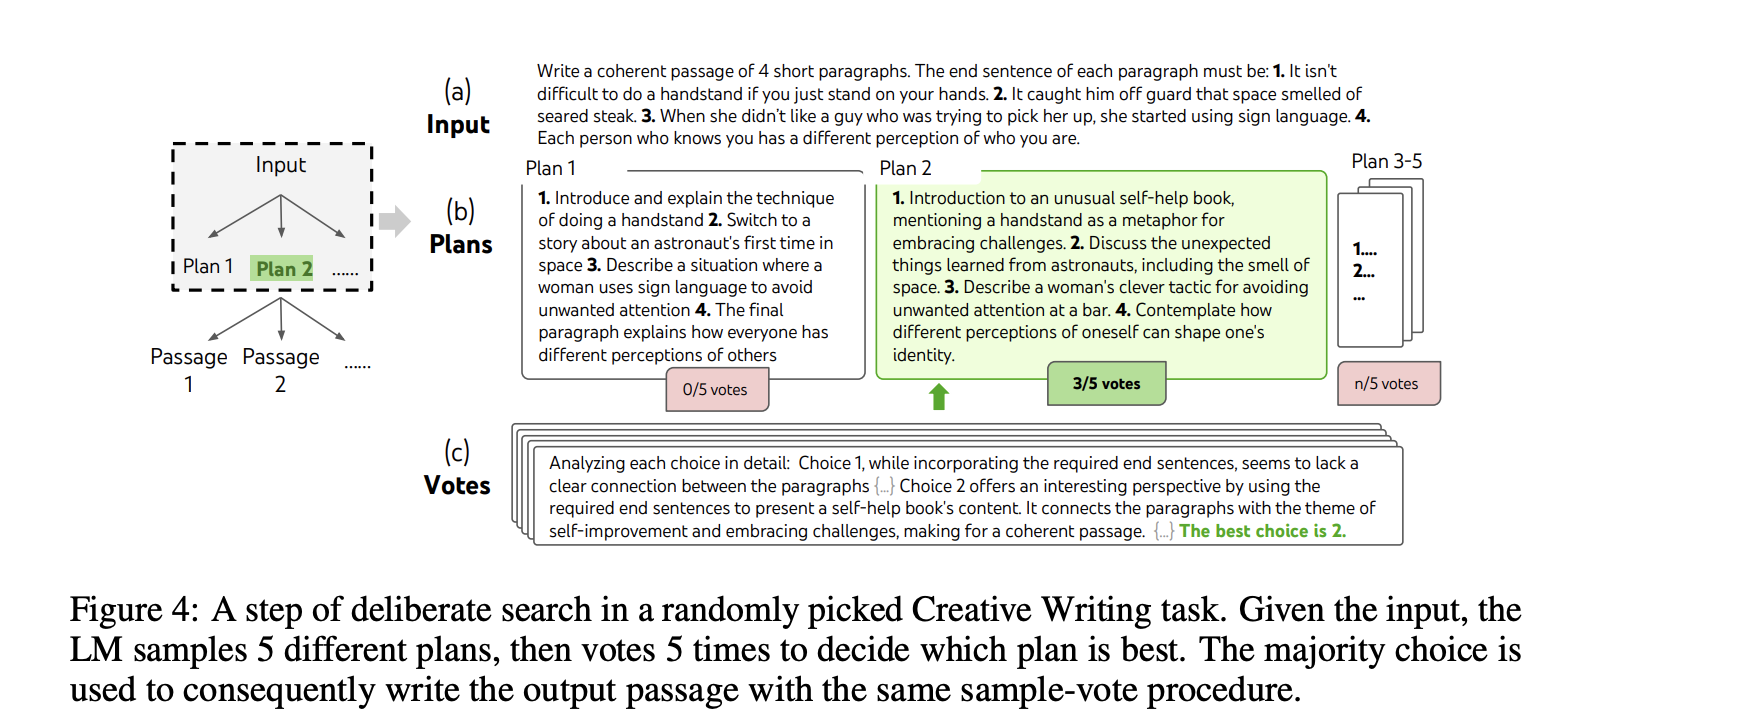 Input
Plan 1 Plan 2 ......
Passage 1
Passage 2
......
(a)
Input
Write a coherent passage of 4 short paragraphs. The end sentence of each paragraph must be: 1. It isn't
difficult to do a handstand if you just stand on your hands. 2. It caught him off guard that space smelled of
seared steak. 3. When she didn't like a guy who was trying to pick her up, she started using sign language. 4.
Each person who knows you has a different perception of who you are.
(b)
Plans
Plan 1
1. Introduce and explain the technique
of doing a handstand 2. Switch to a
story about an astronaut's first time in
space 3. Describe a situation where a
woman uses sign language to avoid
unwanted attention 4. The final
paragraph explains how everyone has
different perceptions of others
0/5 votes
Plan 2
1. Introduction to an unusual self-help book,
mentioning a handstand as a metaphor for
embracing challenges. 2. Discuss the unexpected
things learned from astronauts, including the smell of
space. 3. Describe a woman's clever tactic for avoiding
unwanted attention at a bar. 4. Contemplate how
different perceptions of oneself can shape one's
identity.
3/5 votes
Plan 3-5
1....
2...
...
n/5 votes
(c)
Votes
Analyzing each choice in detail: Choice 1, while incorporating the required end sentences, seems to lack a
clear connection between the paragraphs {...} Choice 2 offers an interesting perspective by using the
required end sentences to present a self-help book's content. It connects the paragraphs with the theme of
self-improvement and embracing challenges, making for a coherent passage. {...} The best choice is 2.
Figure 4: A step of deliberate search in a randomly picked Creative Writing task. Given the input, the
LM samples 5 different plans, then votes 5 times to decide which plan is best. The majority choice is
used to consequently write the output passage with the same sample-vote procedure.